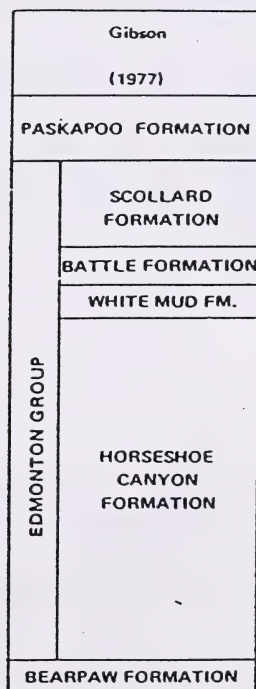 Gibson
(1977)
PASKAPOO FORMATION
EDMONTON GROUP
SCOLLARD
FORMATION
BATTLE FORMATION
WHITE MUD FM.
HORSESHOE
CANYON
FORMATION
BEARPAW FORMATION